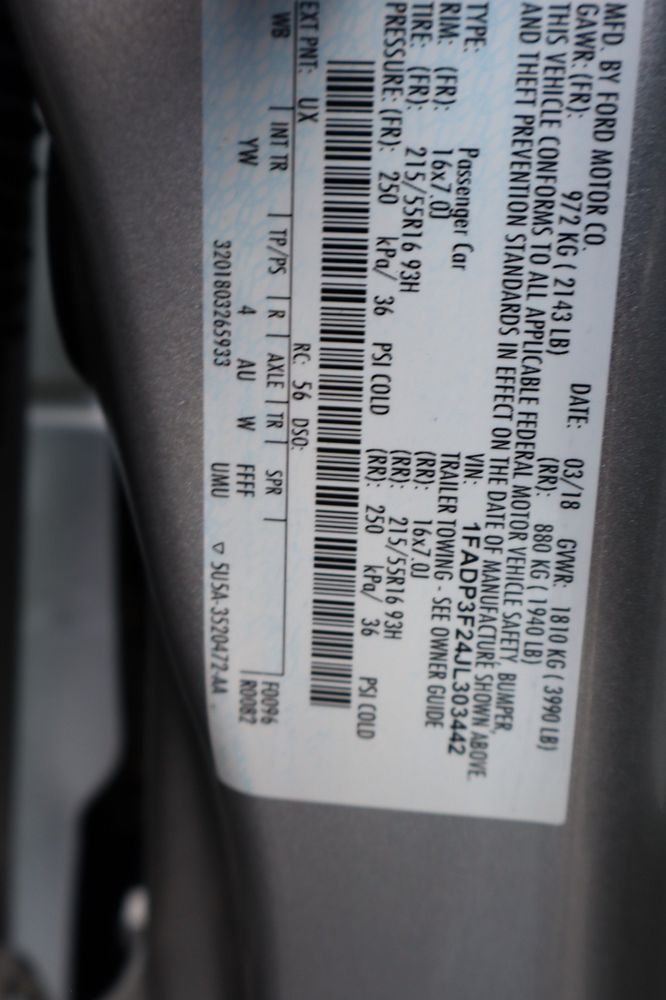 MFD. BY FORD MOTOR CO.
DATE: 03/18 GVWR: 1810 KG ( 3990 LB)
GAWR: (FR): 972 KG ( 2143 LB) (RR): 880 KG ( 1940 LB)
THIS VEHICLE CONFORMS TO ALL APPLICABLE FEDERAL MOTOR VEHICLE SAFETY, BUMPER,
AND THEFT PREVENTION STANDARDS IN EFFECT ON THE DATE OF MANUFACTURE SHOWN ABOVE.
VIN: 1FADP3F24JL303442
TYPE: Passenger Car TRAILER TOWING - SEE OWNER GUIDE
RIM: (FR): 16x7.0J (RR): 16x7.0J
TIRE: (FR): 215/55R16 93H (RR): 215/55R16 93H
PRESSURE: (FR): 250 kPa/ 36 PSI COLD (RR): 250 kPa/ 36 PSI COLD
EXT PNT: UX RC: 56 DSO:
WB INT TR TP/PS R AXLE TR SPR F0096
YW 4 AU W FFFF R0082
3201803265933 UMU ▽ 5U5A-3520472-AA